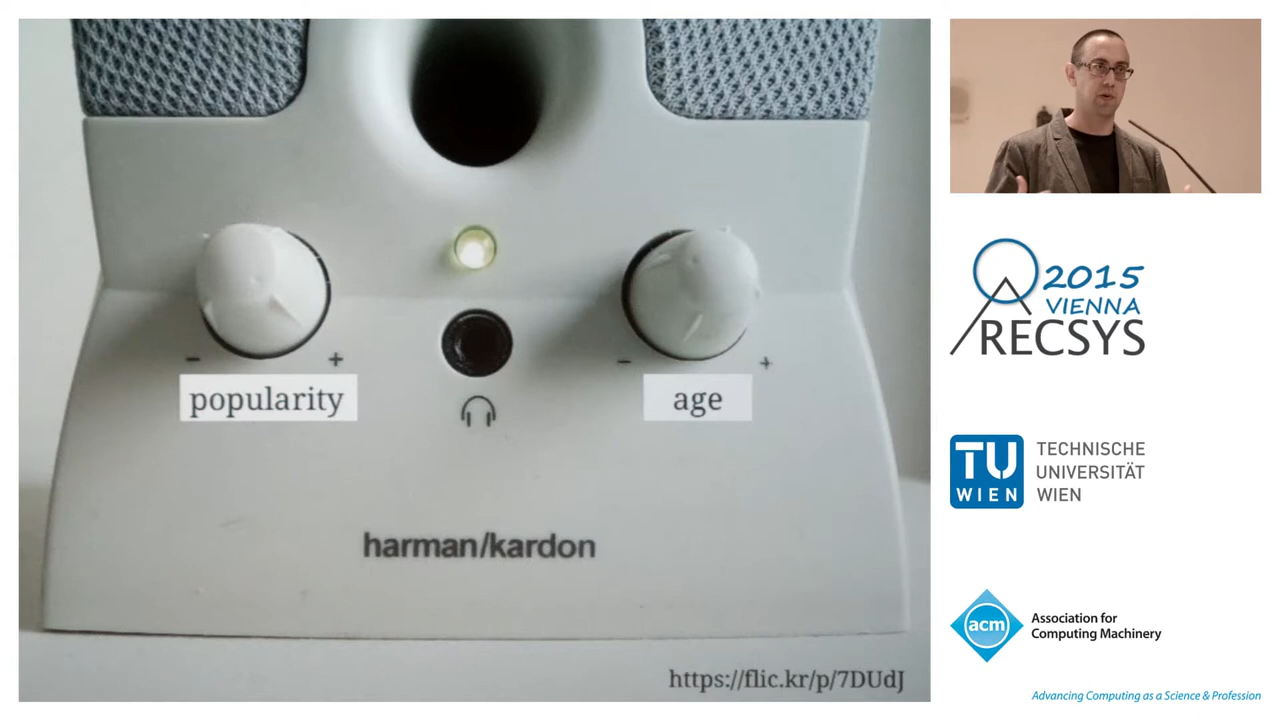 - +
popularity
- +
age
harman/kardon
https://flic.kr/p/7DUdJ
2015
VIENNA
RECSYS
TU
WIEN
TECHNISCHE
UNIVERSITÄT
WIEN
acm
Association for
Computing Machinery
Advancing Computing as a Science & Profession